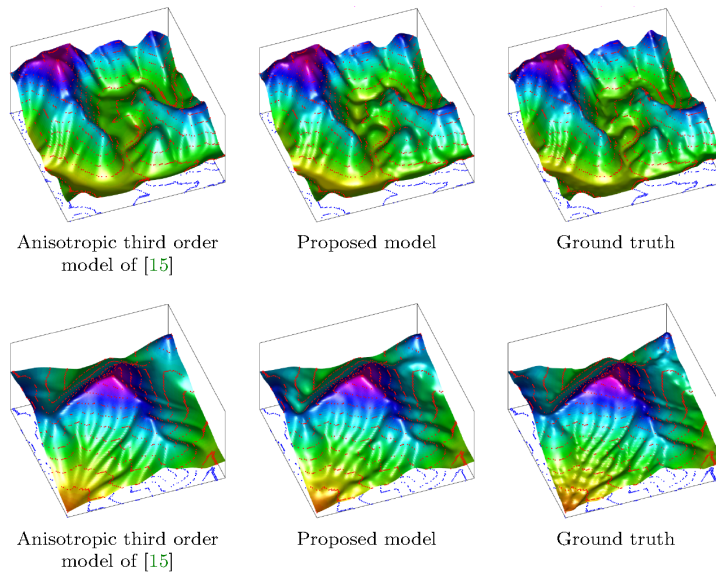 Anisotropic third order
model of [15]
Proposed model
Ground truth
Anisotropic third order
model of [15]
Proposed model
Ground truth